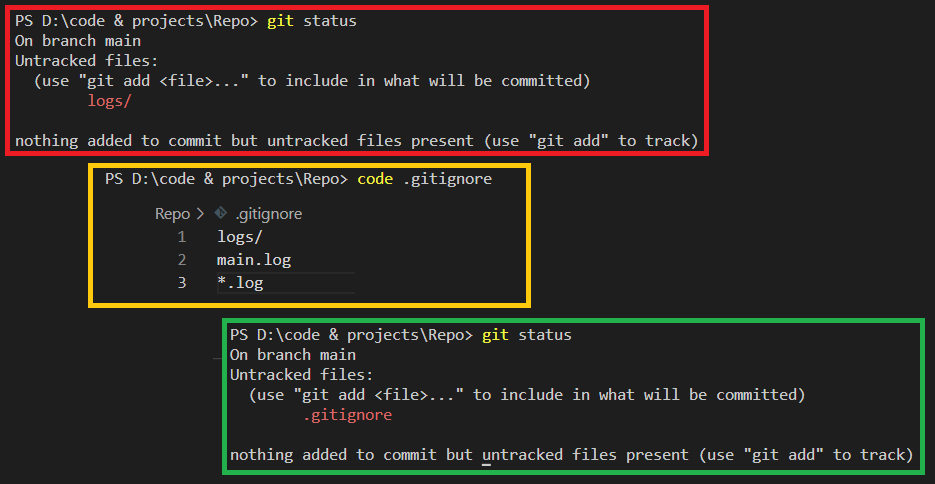 PS D:\code & projects\Repo> git status
On branch main
Untracked files:
  (use "git add <file>..." to include in what will be committed)
        logs/

nothing added to commit but untracked files present (use "git add" to track)
PS D:\code & projects\Repo> code .gitignore
Repo > .gitignore
1 logs/
2 main.log
3 *.log
PS D:\code & projects\Repo> git status
On branch main
Untracked files:
  (use "git add <file>..." to include in what will be committed)
        .gitignore

nothing added to commit but untracked files present (use "git add" to track)